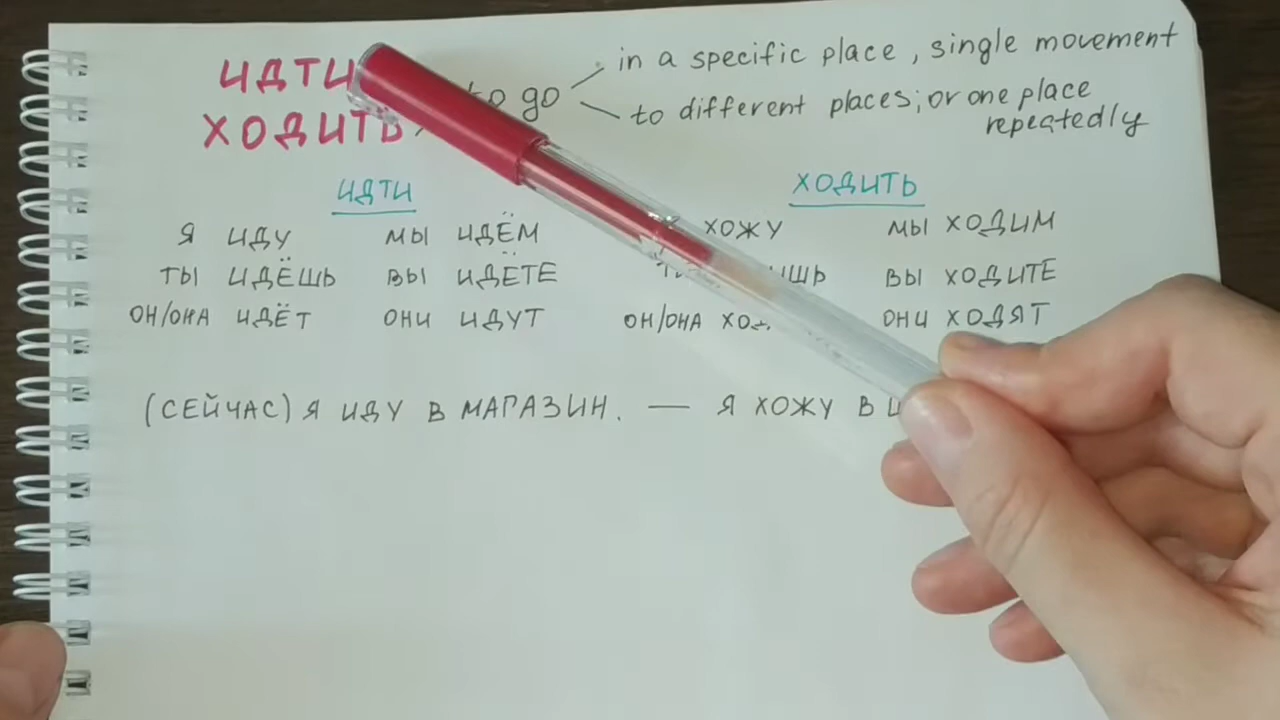 ИДТИ
ХОДИТЬ
to go
in a specific place, single movement
to different places; or one place
repeatedly
ИДТИ
Я ИДУ МЫ ИДЁМ
ТЫ ИДЁШЬ ВЫ ИДЁТЕ
ОН/ОНА ИДЁТ ОНИ ИДУТ
ХОДИТЬ
ХОЖУ МЫ ХОДИМ
ВЫ ХОДИТЕ
ОН/ОНА ОНИ ХОДЯТ
(СЕЙЧАС) Я ИДУ В МАГАЗИН. — Я ХОЖУ В